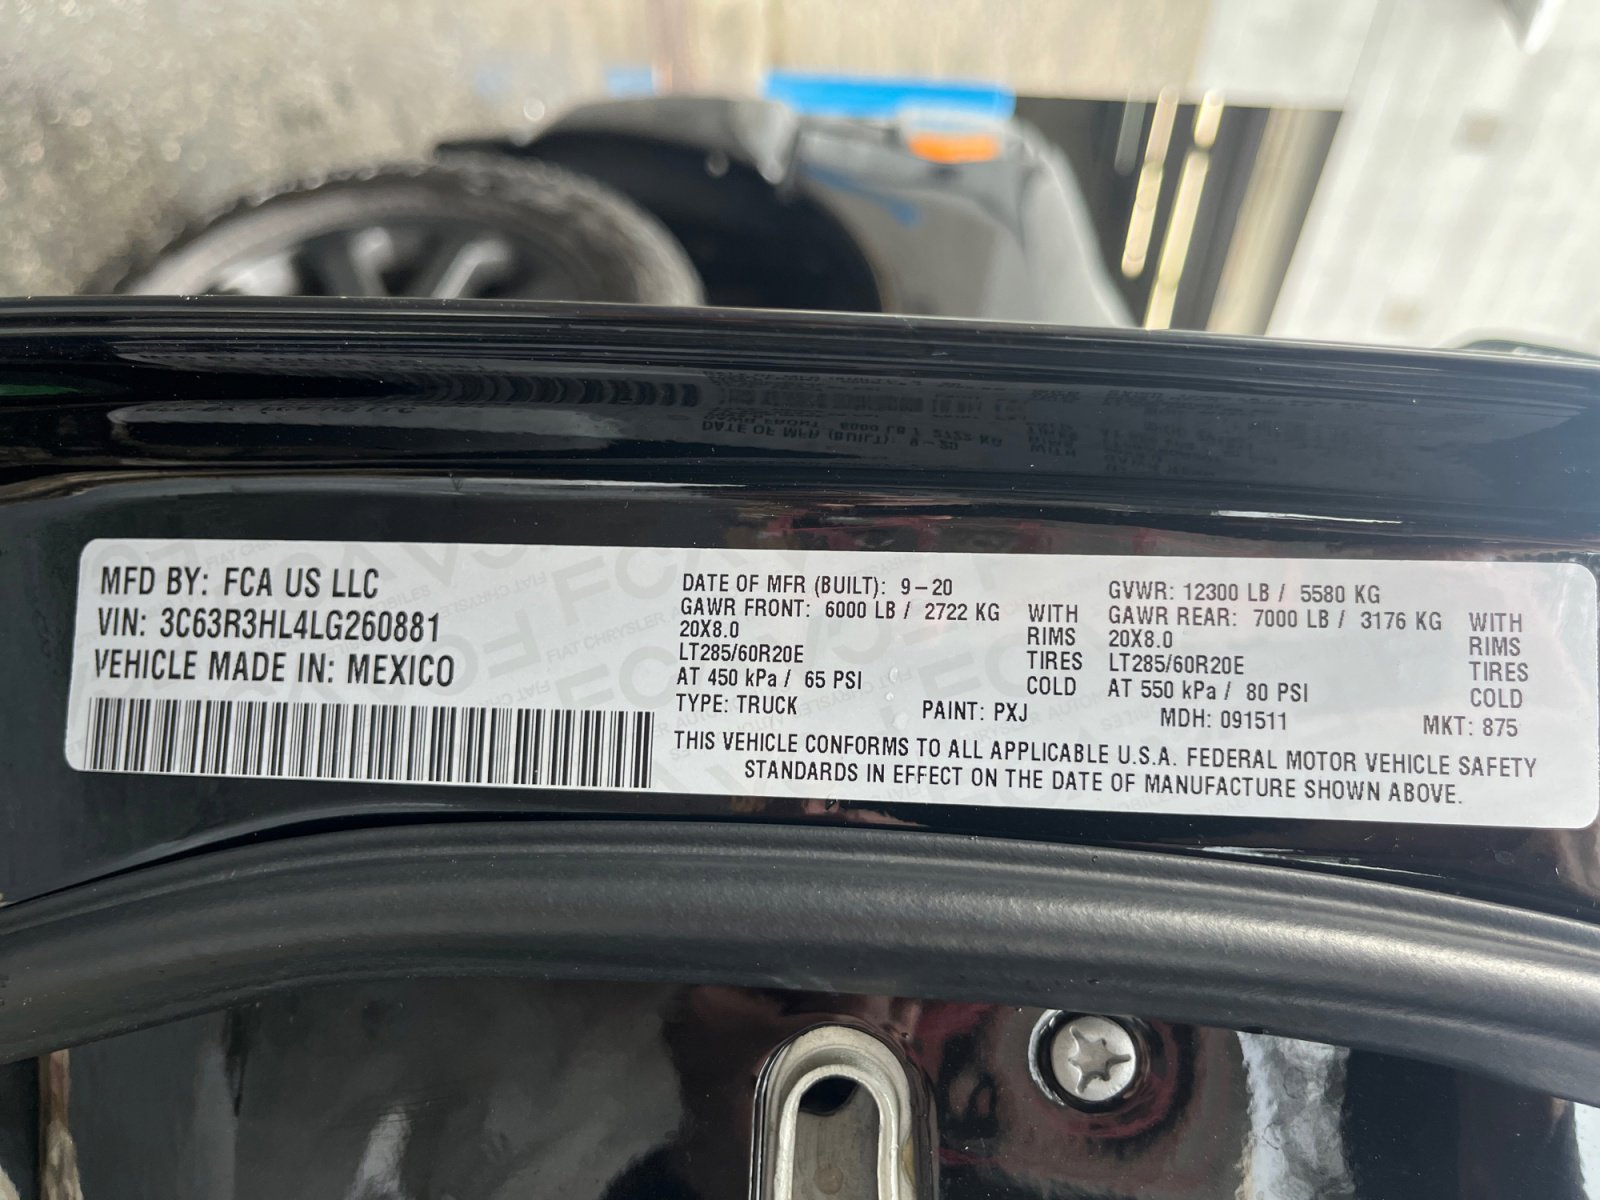 MFD BY: FCA US LLC
VIN: 3C63R3HL4LG260881
VEHICLE MADE IN: MEXICO
DATE OF MFR (BUILT): 9-20
GVWR: 12300 LB / 5580 KG
GAWR FRONT: 6000 LB / 2722 KG WITH
20X8.0 RIMS
LT285/60R20E TIRES
AT 450 kPa / 65 PSI COLD
GAWR REAR: 7000 LB / 3176 KG WITH
20X8.0 RIMS
LT285/60R20E TIRES
AT 550 kPa / 80 PSI COLD
TYPE: TRUCK PAINT: PXJ MDH: 091511 MKT: 875
THIS VEHICLE CONFORMS TO ALL APPLICABLE U.S.A. FEDERAL MOTOR VEHICLE SAFETY
STANDARDS IN EFFECT ON THE DATE OF MANUFACTURE SHOWN ABOVE.